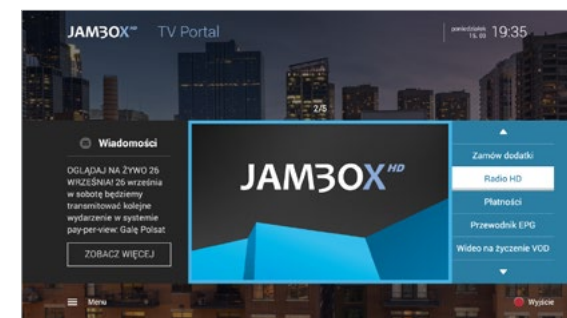 JAMBOX HD TV Portal
poniedziałek
19:35
2/5
Wiadomości
OGLĄDAJ NA ŻYWO 26
WRZEŚNIA! 26 września
w sobotę będziemy
transmitować kolejne
wydarzenie w systemie
pay-per-view: Galę Polsat
ZOBACZ WIĘCEJ
JAMBOX HD
Zamów dodatki
Radio HD
Płatności
Przewodnik EPG
Wideo na życzenie VOD
Menu
Wyjście